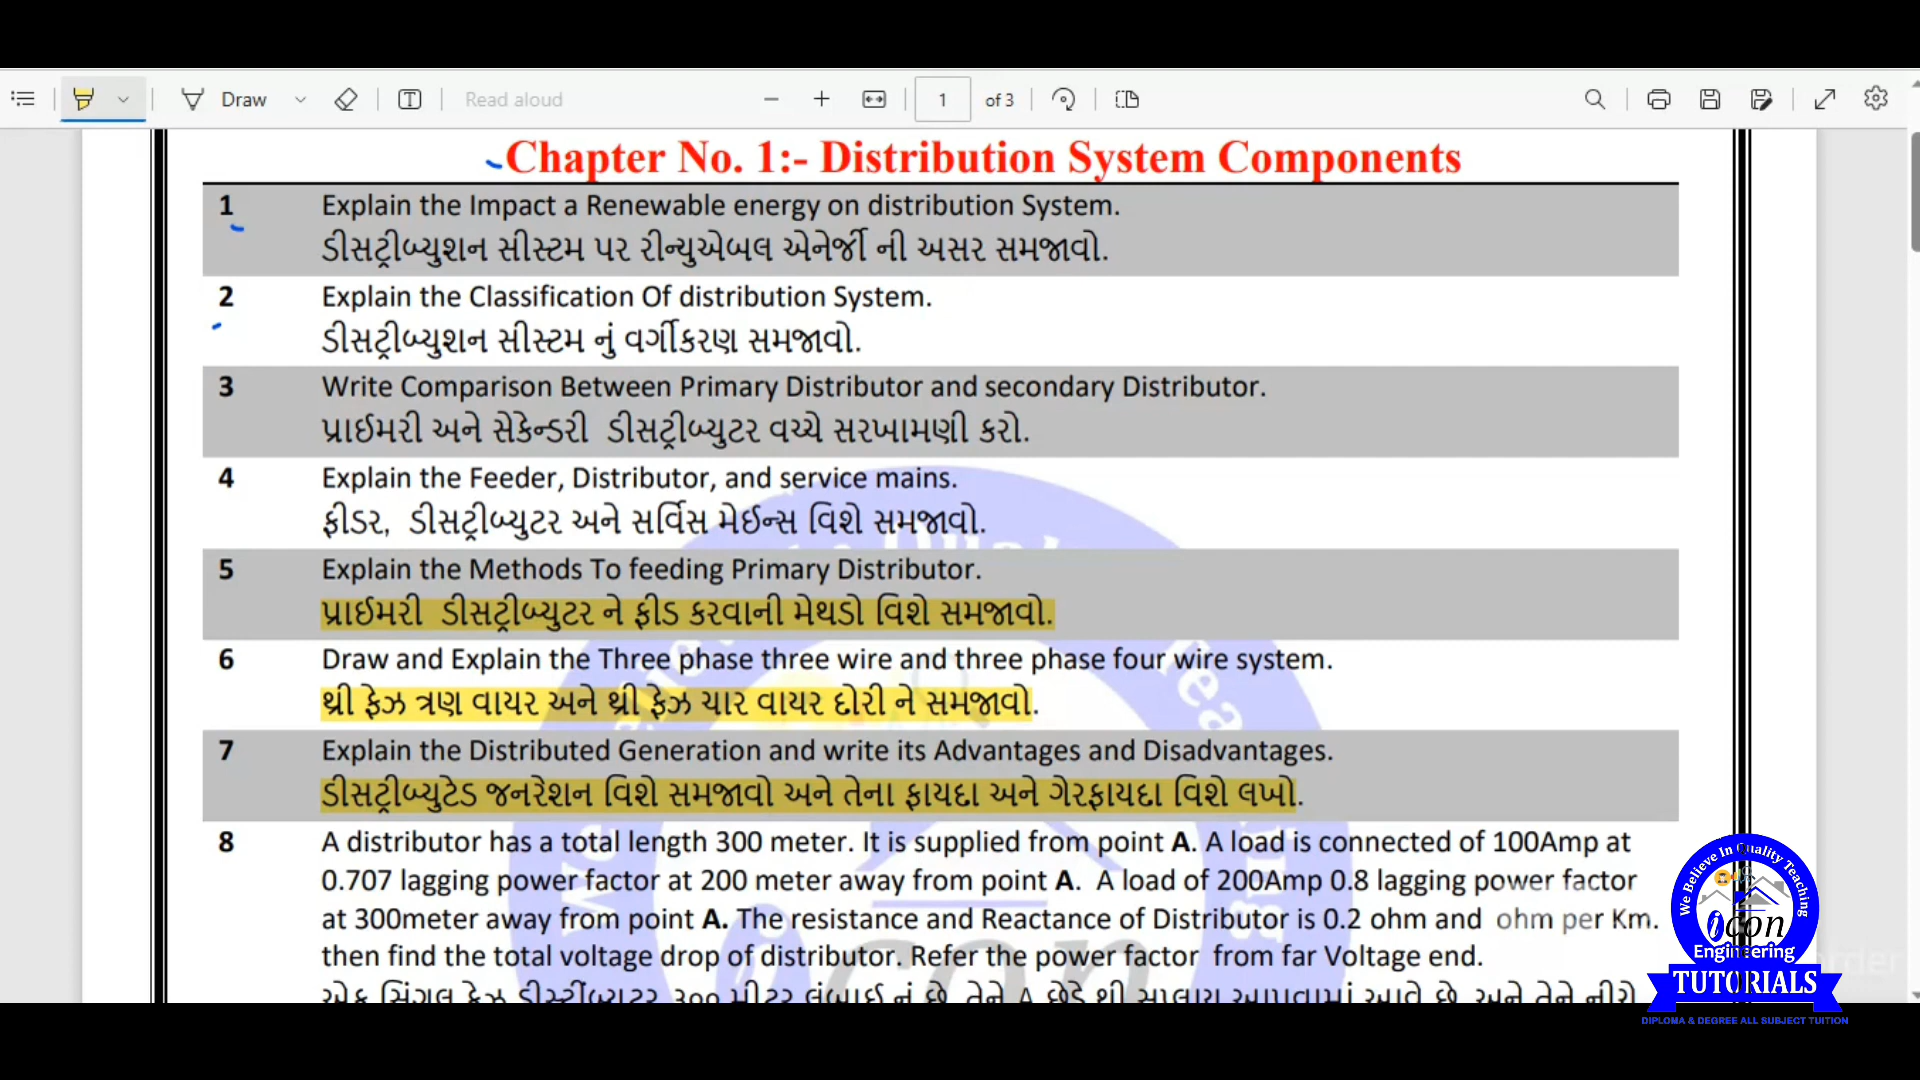 Draw
Read aloud
1
of 3
Chapter No. 1:- Distribution System Components
1 Explain the Impact a Renewable energy on distribution System.
ડીસટ્રીબ્યુશન સીસ્ટમ પર રીન્યુએબલ એનેર્જી ની અસર સમજાવો.
2 Explain the Classification Of distribution System.
ડીસટ્રીબ્યુશન સીસ્ટમ નું વર્ગીકરણ સમજાવો.
3 Write Comparison Between Primary Distributor and secondary Distributor.
પ્રાઈમરી અને સેકેન્ડરી ડીસટ્રીબ્યુટર વચ્ચે સરખામણી કરો.
4 Explain the Feeder, Distributor, and service mains.
ફીડર, ડીસટ્રીબ્યુટર અને સર્વિસ મેઈન્સ વિશે સમજાવો.
5 Explain the Methods To feeding Primary Distributor.
પ્રાઈમરી ડીસટ્રીબ્યુટર ને ફીડ કરવાની મેથડો વિશે સમજાવો.
6 Draw and Explain the Three phase three wire and three phase four wire system.
થ્રી ફેઝ ત્રણ વાયર અને થ્રી ફેઝ ચાર વાયર દોરી ને સમજાવો.
7 Explain the Distributed Generation and write its Advantages and Disadvantages.
ડીસટ્રીબ્યુટેડ જનરેશન વિશે સમજાવો અને તેના ફાયદા અને ગેરફાયદા વિશે લખો.
8 A distributor has a total length 300 meter. It is supplied from point A. A load is connected of 100Amp at
0.707 lagging power factor at 200 meter away from point A. A load of 200Amp 0.8 lagging power factor
at 300meter away from point A. The resistance and Reactance of Distributor is 0.2 ohm and ohm per Km.
then find the total voltage drop of distributor. Refer the power factor from far Voltage end.
We Believe In Quality Teaching
icon
Engineering
TUTORIALS
DIPLOMA & DEGREE ALL SUBJECT TUITION